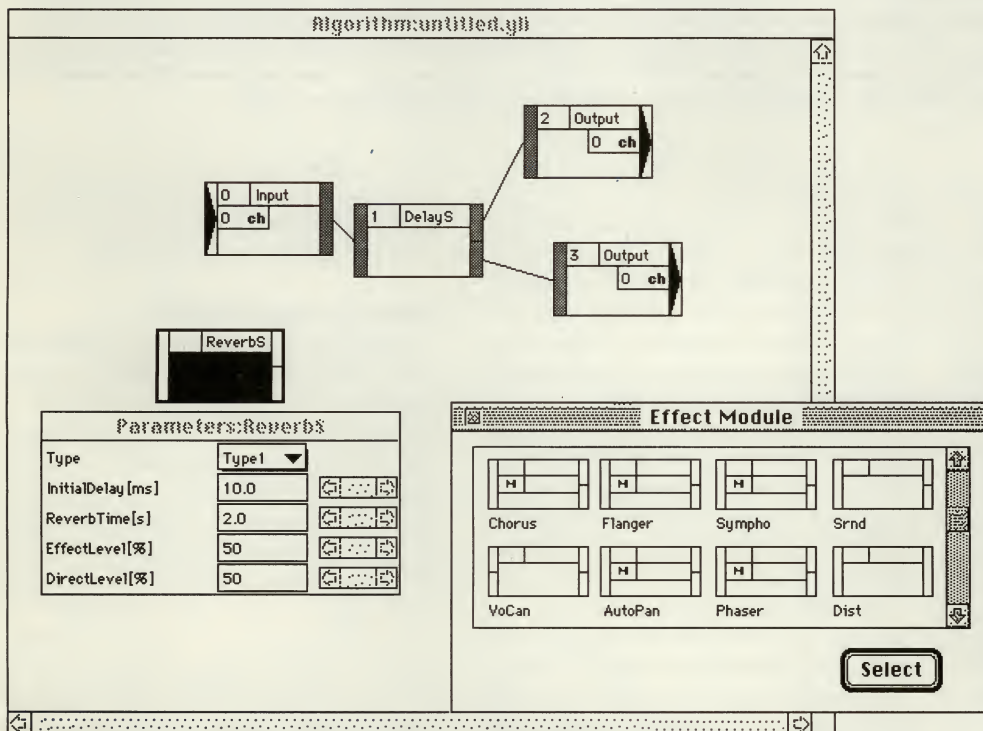 Algorithm:untitled.yli
2 Output
0 ch
0 Input
0 ch
1 DelayS
3 Output
0 ch
ReverbS
Parameters:ReverbS
Type Type1
InitialDelay[ms] 10.0
ReverbTime[s] 2.0
EffectLevel[%] 50
DirectLevel[%] 50
Effect Module
H H H
Chorus Flanger Sympho Srnd
H H
VoCan AutoPan Phaser Dist
Select